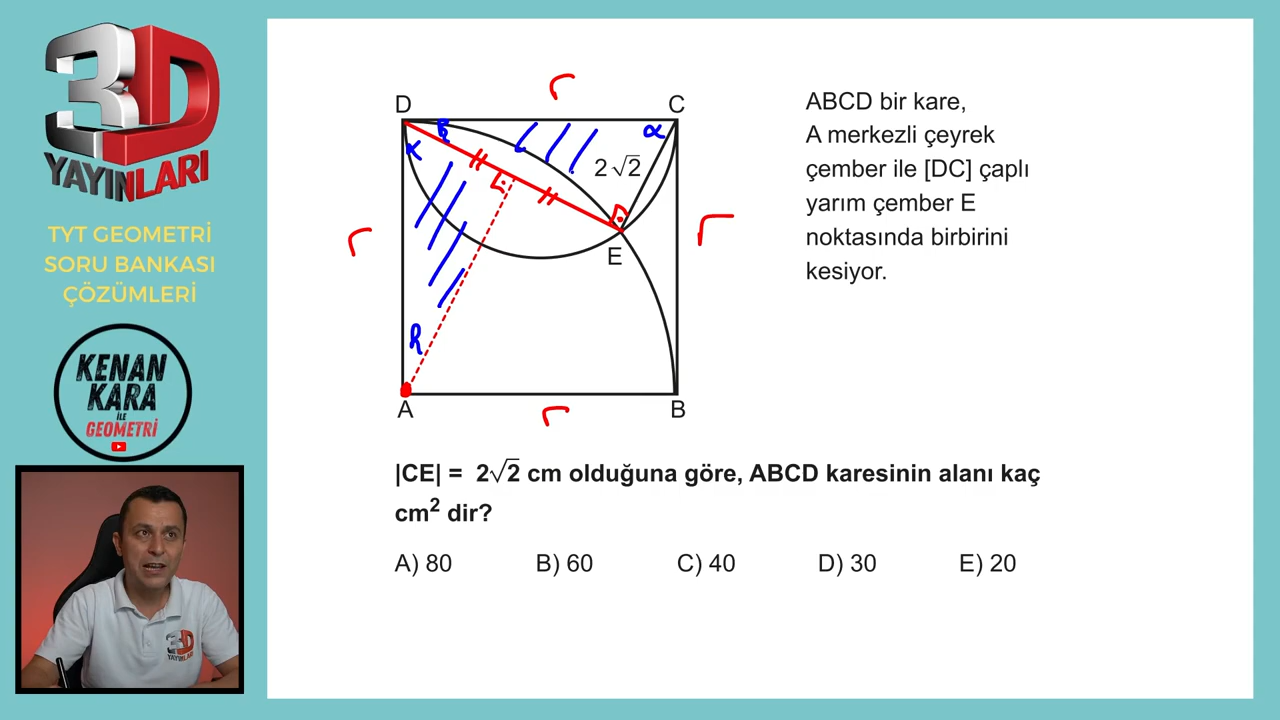 3D
YAYINLARI
TYT GEOMETRİ
SORU BANKASI
ÇÖZÜMLERİ
KENAN
KARA
İLE
GEOMETRİ
3D
YAYINLARI
r
D
C
β
α
α
2√2
r
r
E
β
A
r
B
ABCD bir kare,
A merkezli çeyrek
çember ile [DC] çaplı
yarım çember E
noktasında birbirini
kesiyor.
|CE| = 2√2 cm olduğuna göre, ABCD karesinin alanı kaç
cm² dir?
A) 80 B) 60 C) 40 D) 30 E) 20